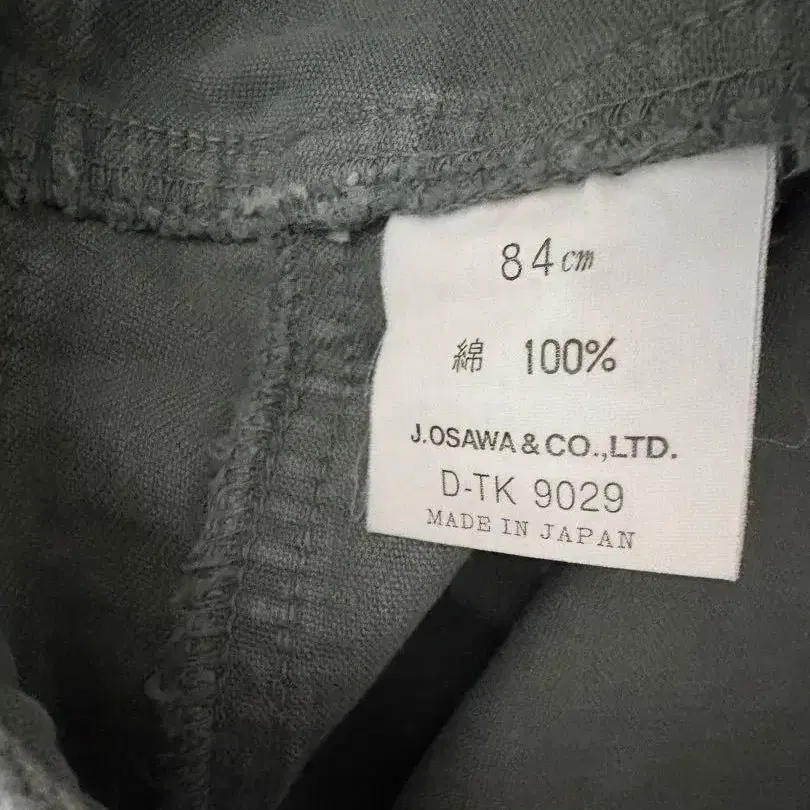 84cm
綿 100%
J.OSAWA & CO.,LTD.
D-TK 9029
MADE IN JAPAN